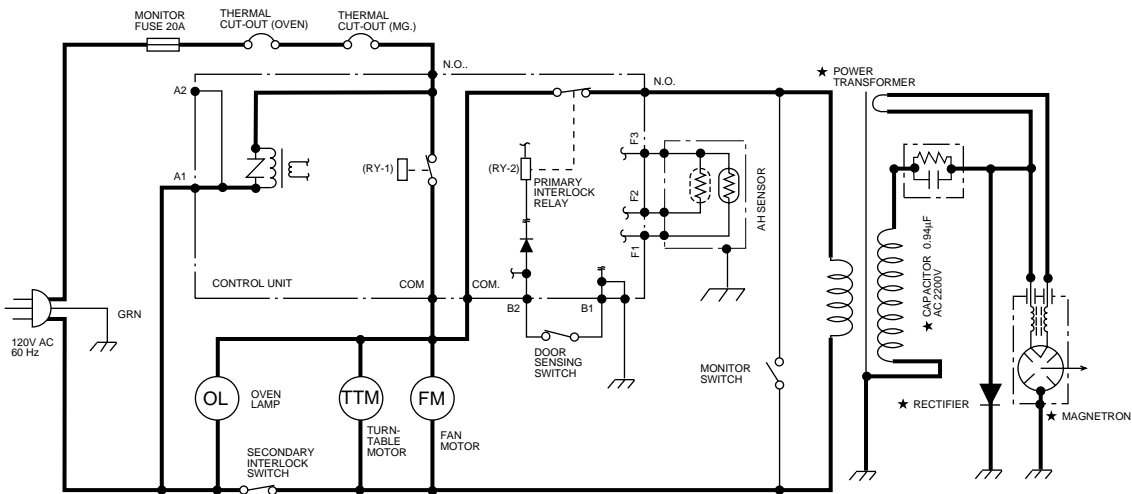 MONITOR
FUSE 20A
THERMAL
CUT-OUT (OVEN)
THERMAL
CUT-OUT (MG.)
N.O..
N.O.
★ POWER
TRANSFORMER
A2
A1
(RY-1)
(RY-2)
PRIMARY
INTERLOCK
RELAY
F3
F2
F1
AH SENSOR
★ CAPACITOR 0.94µF
AC 2200V
CONTROL UNIT
COM
COM.
B2
B1
GRN
120V AC
60 Hz
DOOR
SENSING
SWITCH
MONITOR
SWITCH
OL
OVEN
LAMP
TTM
TURN-
TABLE
MOTOR
FM
FAN
MOTOR
★ RECTIFIER
★ MAGNETRON
SECONDARY
INTERLOCK
SWITCH